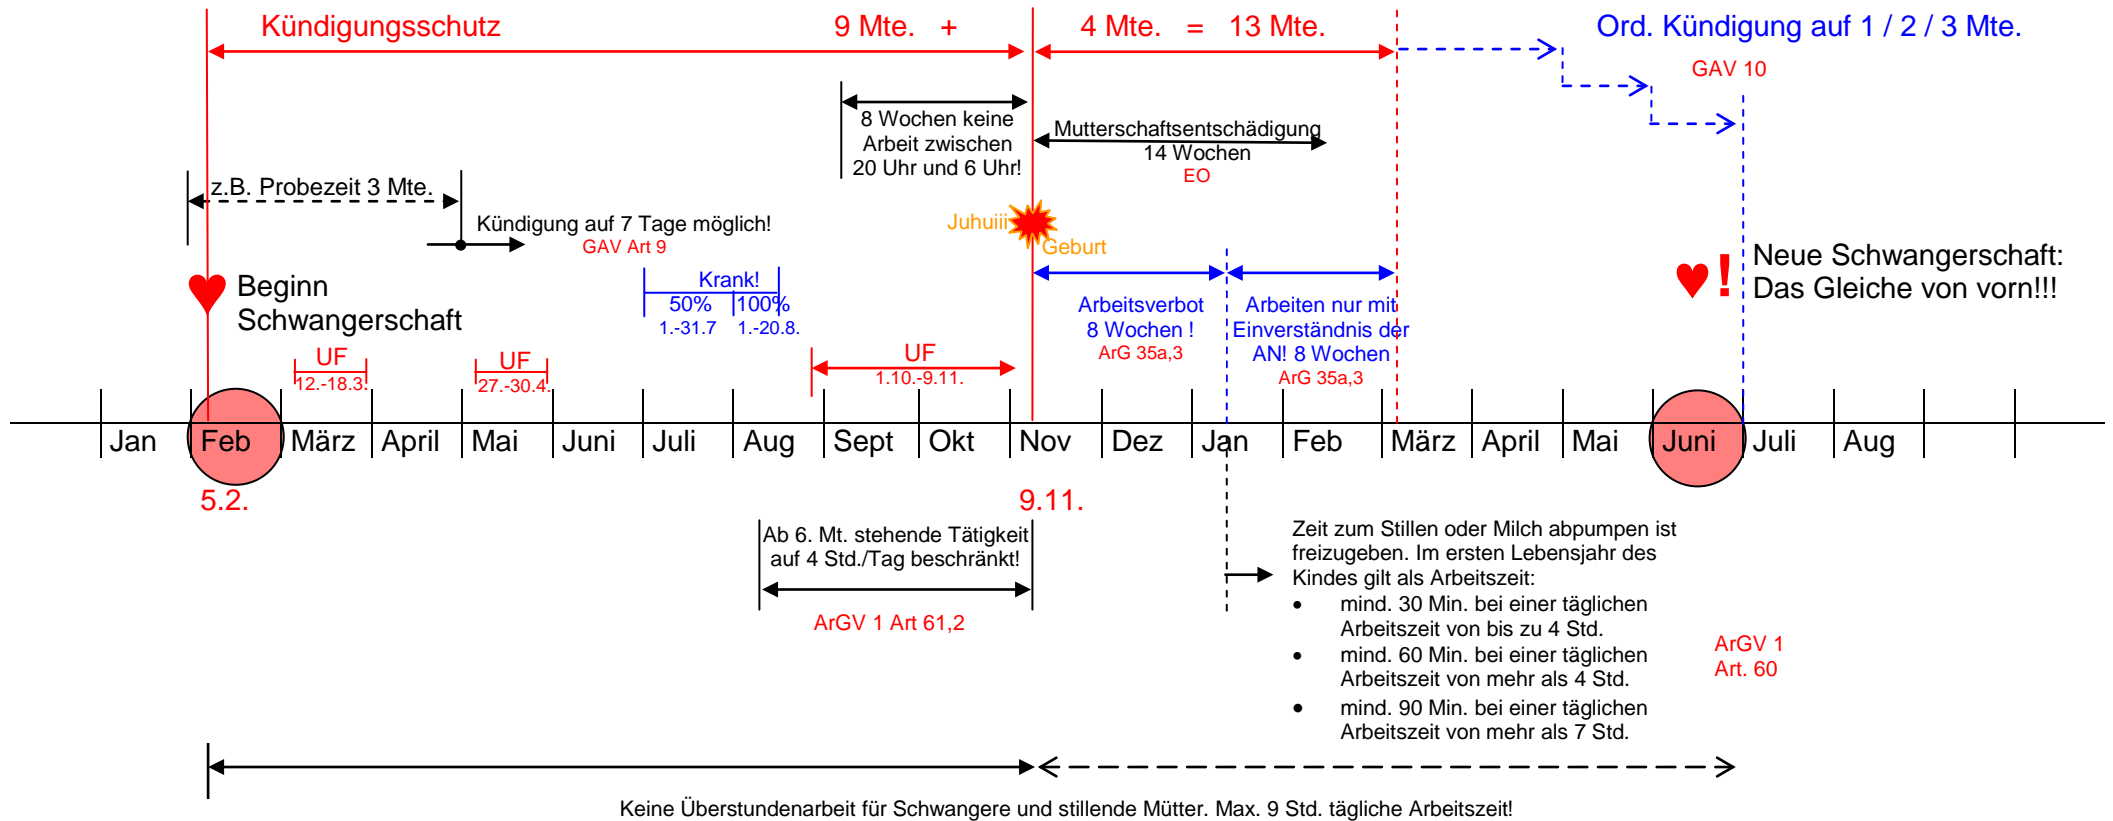 Kündigungsschutz
9 Mte. +
4 Mte. = 13 Mte.
Ord. Kündigung auf 1 / 2 / 3 Mte.
GAV 10
8 Wochen keine
Arbeit zwischen
20 Uhr und 6 Uhr!
Mutterschaftsentschädigung
14 Wochen
EO
z.B. Probezeit 3 Mte.
Kündigung auf 7 Tage möglich!
GAV Art 9
Juhuiii
Geburt
Neue Schwangerschaft:
Das Gleiche von vorn!!!
!
Beginn
Schwangerschaft
Krank!
50%
100%
1.-31.7
1.-20.8.
Arbeitsverbot
8 Wochen !
ArG 35a,3
Arbeiten nur mit
Einverständnis der
AN! 8 Wochen
ArG 35a,3
UF
12.-18.3.
UF
27.-30.4.
UF
1.10.-9.11.
Jan
Feb
März
April
Mai
Juni
Juli
Aug
Sept
Okt
Nov
Dez
Jan
Feb
März
April
Mai
Juni
Juli
Aug
5.2.
9.11.
Ab 6. Mt. stehende Tätigkeit
auf 4 Std./Tag beschränkt!
ArGV 1 Art 61,2
Zeit zum Stillen oder Milch abpumpen ist
freizugeben. Im ersten Lebensjahr des
Kindes gilt als Arbeitszeit:
• mind. 30 Min. bei einer täglichen
Arbeitszeit von bis zu 4 Std.
• mind. 60 Min. bei einer täglichen
Arbeitszeit von mehr als 4 Std.
• mind. 90 Min. bei einer täglichen
Arbeitszeit von mehr als 7 Std.
ArGV 1
Art. 60
Keine Überstundenarbeit für Schwangere und stillende Mütter. Max. 9 Std. tägliche Arbeitszeit!